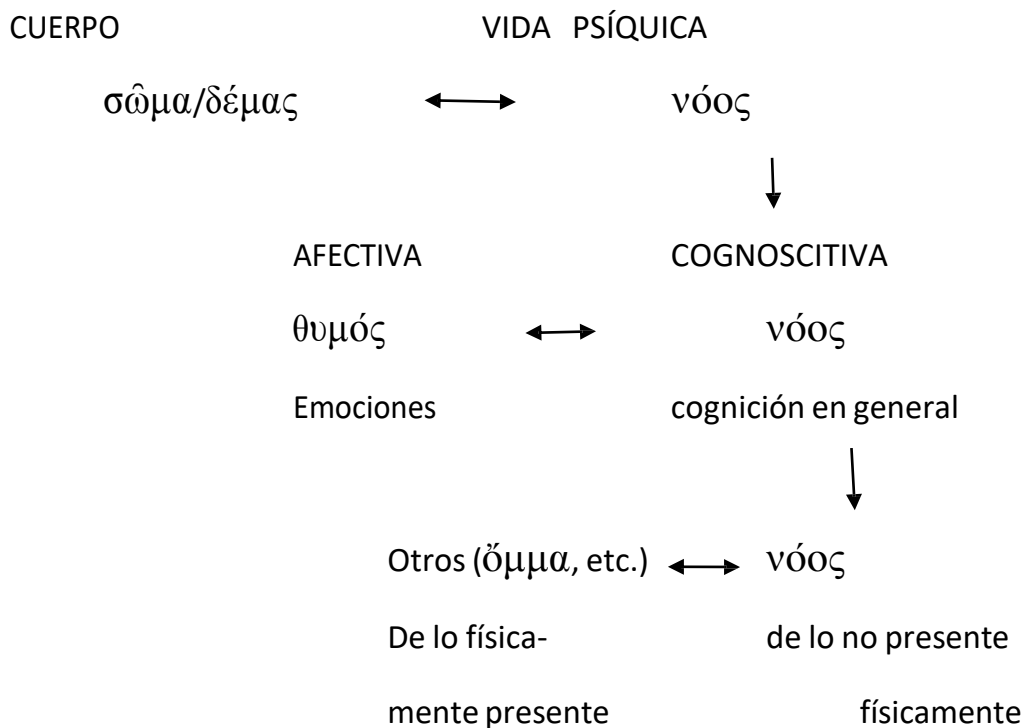 CUERPO VIDA PSÍQUICA
σῶμα/δέμας νόος
AFECTIVA COGNOSCITIVA
θυμός νόος
Emociones cognición en general
Otros (ὄμμα, etc.) νόος
De lo física- de lo no presente
mente presente físicamente